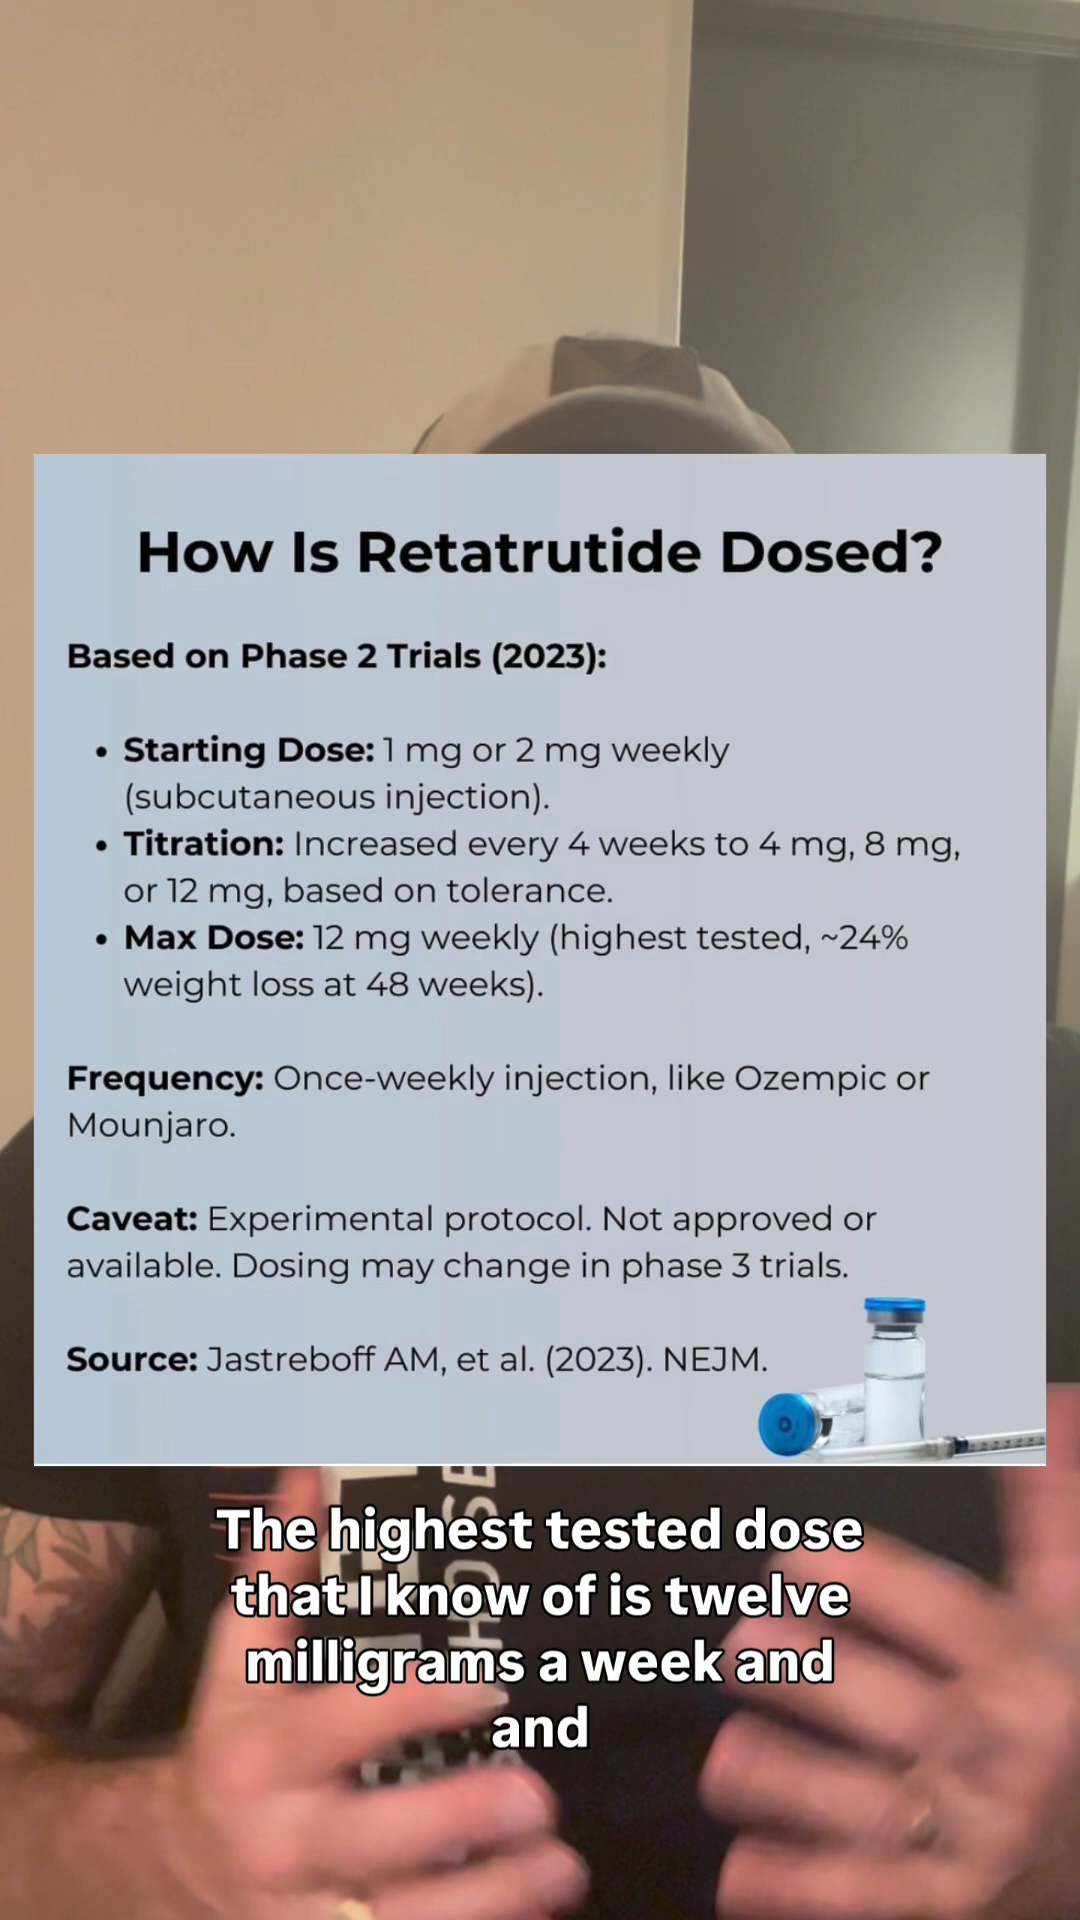 How Is Retatrutide Dosed?
Based on Phase 2 Trials (2023):
• Starting Dose: 1 mg or 2 mg weekly
(subcutaneous injection).
• Titration: Increased every 4 weeks to 4 mg, 8 mg,
or 12 mg, based on tolerance.
• Max Dose: 12 mg weekly (highest tested, ~24%
weight loss at 48 weeks).
Frequency: Once-weekly injection, like Ozempic or
Mounjaro.
Caveat: Experimental protocol. Not approved or
available. Dosing may change in phase 3 trials.
Source: Jastreboff AM, et al. (2023). NEJM.
The highest tested dose
that I know of is twelve
milligrams a week and
and